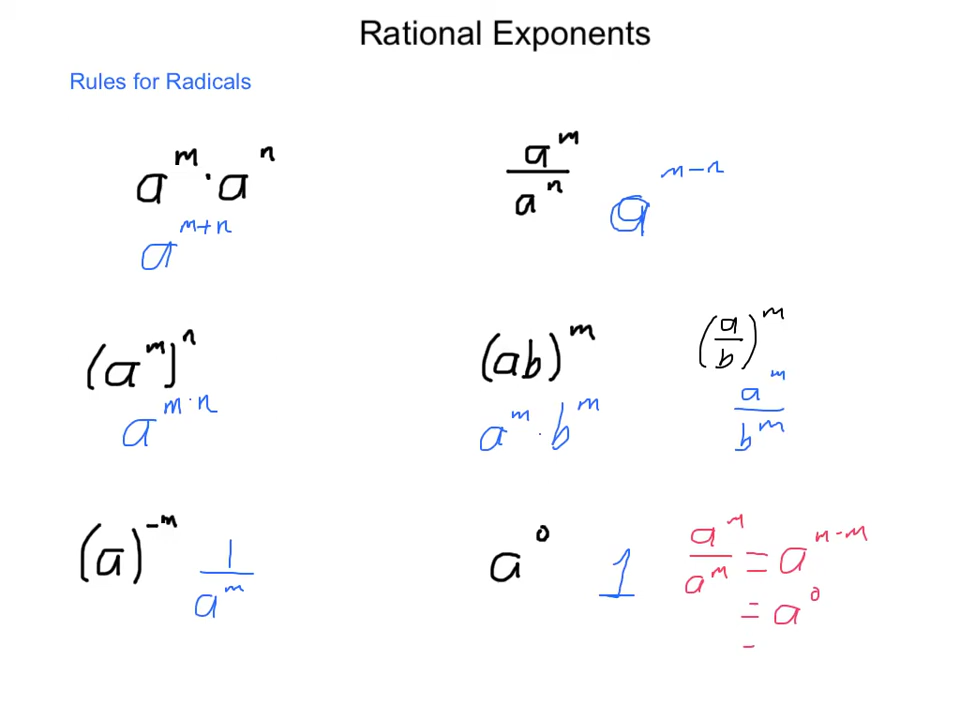 Rational Exponents
Rules for Radicals
a^m · a^n
a^(m+n)
a^m / a^n
a^(m-n)
(a^m)^n
a^(m·n)
(ab)^m
a^m · b^m
(a/b)^m
a^m / b^m
(a)^-m
1 / a^m
a^0
1
a^m / a^m = a^(m-m)
= a^0
-